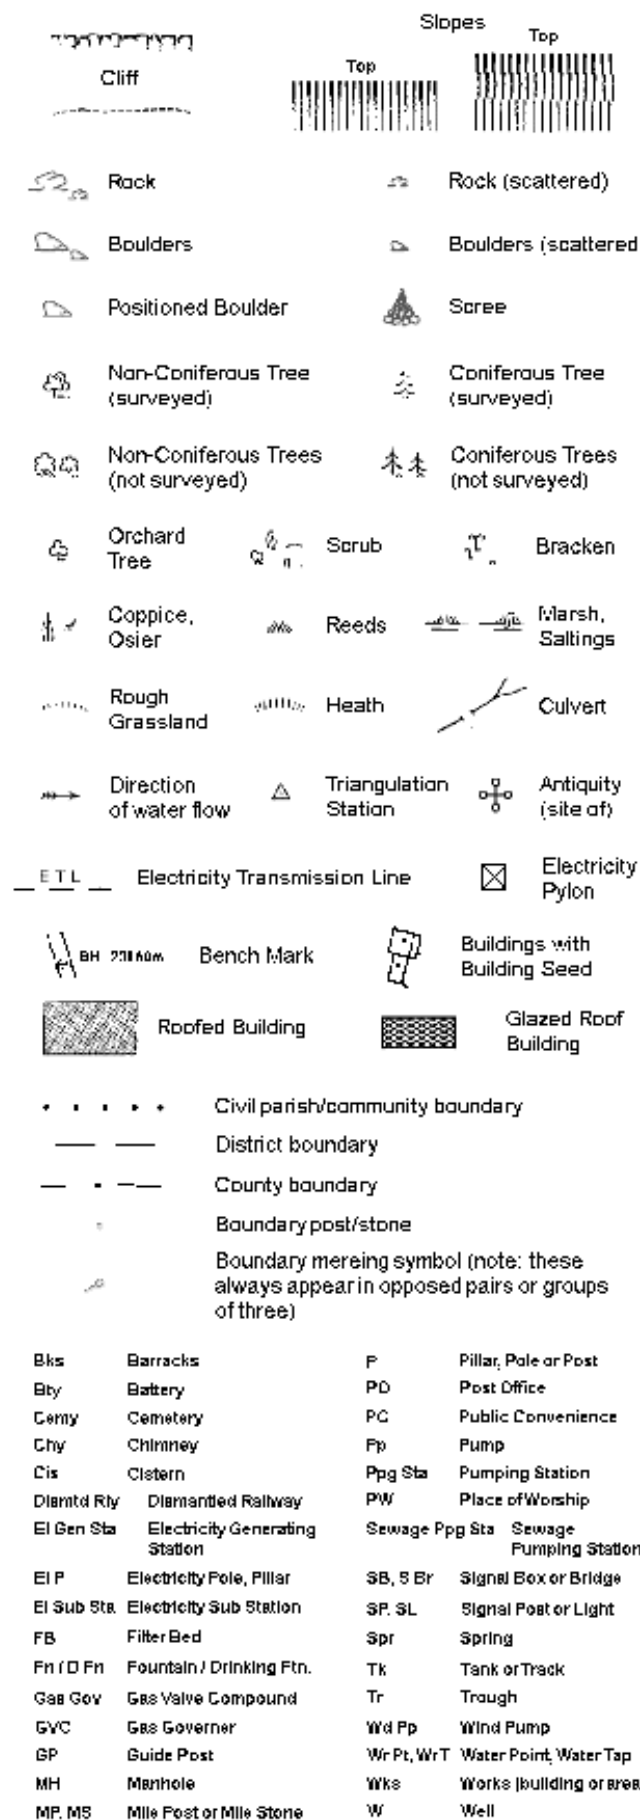 Slopes
Top
Top
Cliff
Rock
Rock (scattered)
Boulders
Boulders (scattered
Positioned Boulder
Scree
Non-Coniferous Tree
(surveyed)
Coniferous Tree
(surveyed)
Non-Coniferous Trees
(not surveyed)
Coniferous Trees
(not surveyed)
Orchard
Tree
Scrub
Bracken
Coppice,
Osier
Reeds
Marsh,
Saltings
Rough
Grassland
Heath
Culvert
Direction
of water flow
Triangulation
Station
Antiquity
(site of)
E T L
Electricity Transmission Line
Electricity
Pylon
BH
Bench Mark
Buildings with
Building Seed
Roofed Building
Glazed Roof
Building
Civil parish/community boundary
District boundary
County boundary
Boundary post/stone
Boundary mereing symbol (note: these
always appear in opposed pairs or groups
of three)
Bks Barracks
P Pillar, Pole or Post
Bty Battery
PO Post Office
Cemy Cemetery
PC Public Convenience
Chy Chimney
Pp Pump
Cis Cistern
Ppg Sta Pumping Station
Dismtd Rly Dismantled Railway
PW Place of Worship
El Gen Sta Electricity Generating
Station
Sewage Ppg Sta Sewage
Pumping Station
El P Electricity Pole, Pillar
SB, S Br Signal Box or Bridge
El Sub Sta Electricity Sub Station
SP, SL Signal Post or Light
FB Filter Bed
Spr Spring
Fn / D Fn Fountain / Drinking Ftn.
Tk Tank or Track
Gas Gov Gas Valve Compound
Tr Trough
GVC Gas Governer
Wd Pp Wind Pump
GP Guide Post
Wr Pt, Wr T Water Point, Water Tap
MH Manhole
Wks Works (building or area
MP, MS Mile Post or Mile Stone
W Well